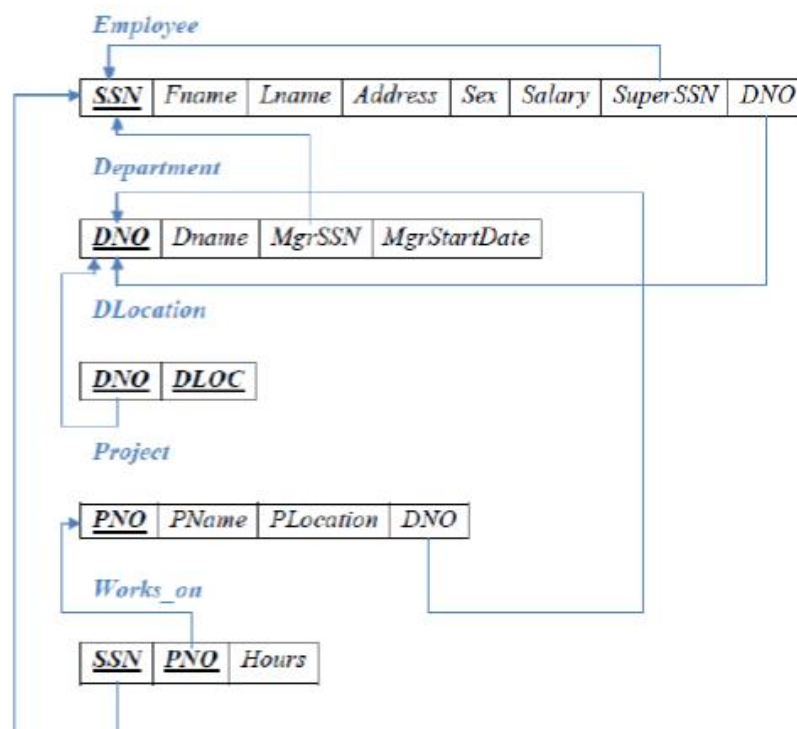 Employee
SSN Fname Lname Address Sex Salary SuperSSN DNO
Department
DNO Dname MgrSSN MgrStartDate
DLocation
DNO DLOC
Project
PNO PName PLocation DNO
Works_on
SSN PNO Hours